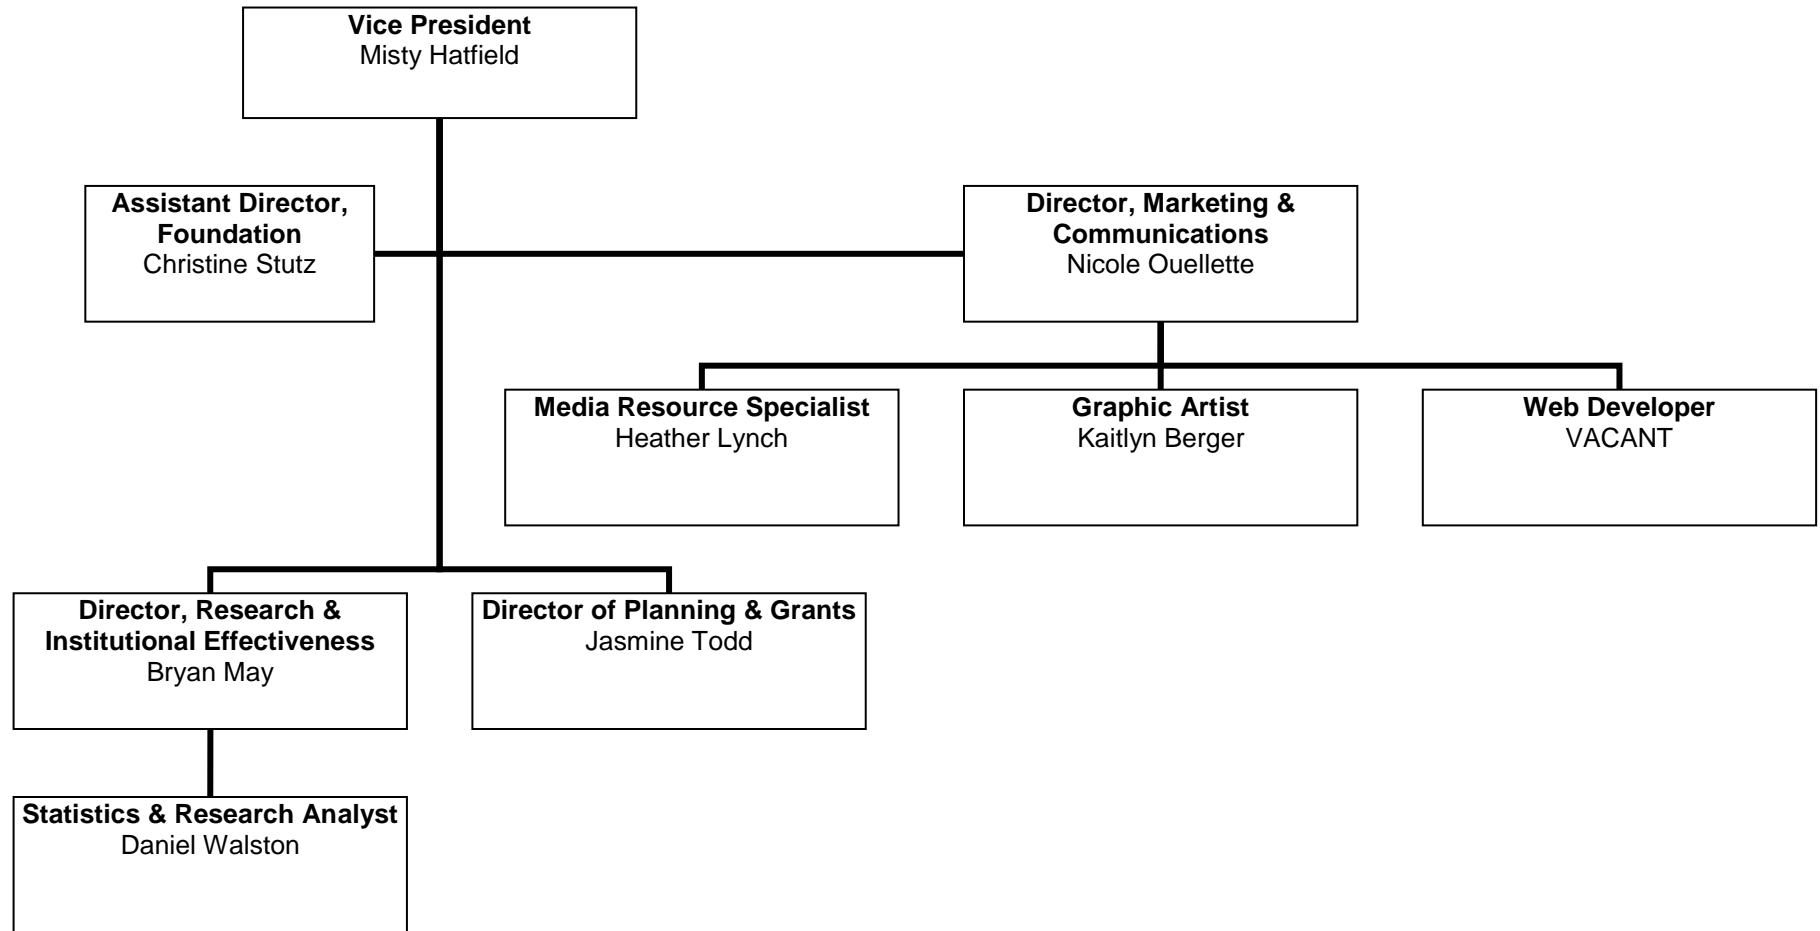 Vice President
Misty Hatfield
Assistant Director,
Foundation
Christine Stutz
Director, Marketing &
Communications
Nicole Ouellette
Media Resource Specialist
Heather Lynch
Graphic Artist
Kaitlyn Berger
Web Developer
VACANT
Director, Research &
Institutional Effectiveness
Bryan May
Director of Planning & Grants
Jasmine Todd
Statistics & Research Analyst
Daniel Walston